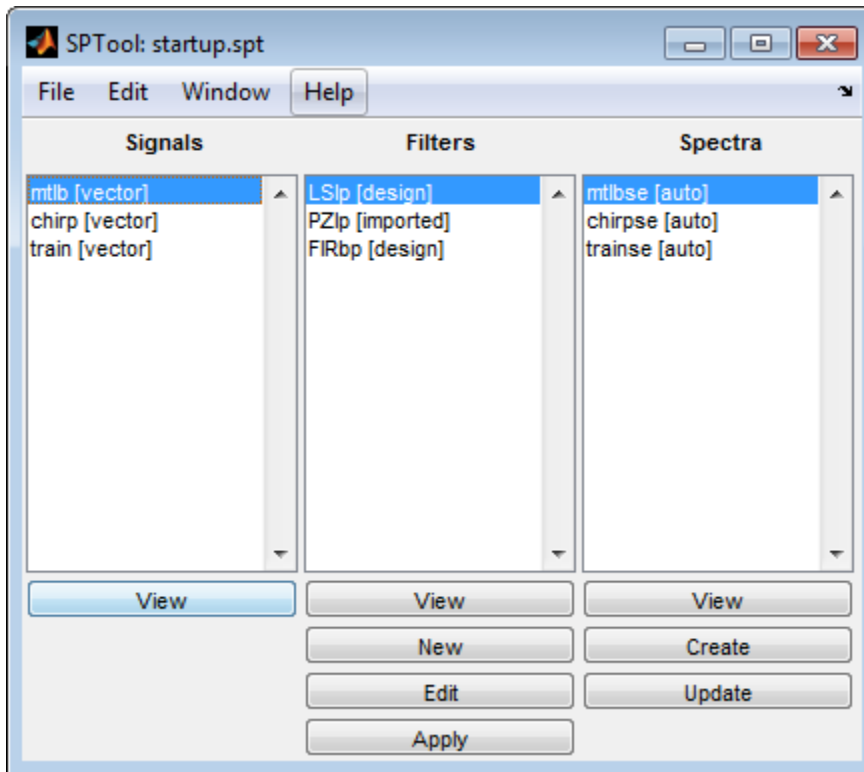 SPTool: startup.spt
File Edit Window Help
Signals Filters Spectra
mtlb [vector]
chirp [vector]
train [vector]
LSlp [design]
PZlp [imported]
FIRbp [design]
mtlbse [auto]
chirpse [auto]
trainse [auto]
View View View
New Create
Edit Update
Apply